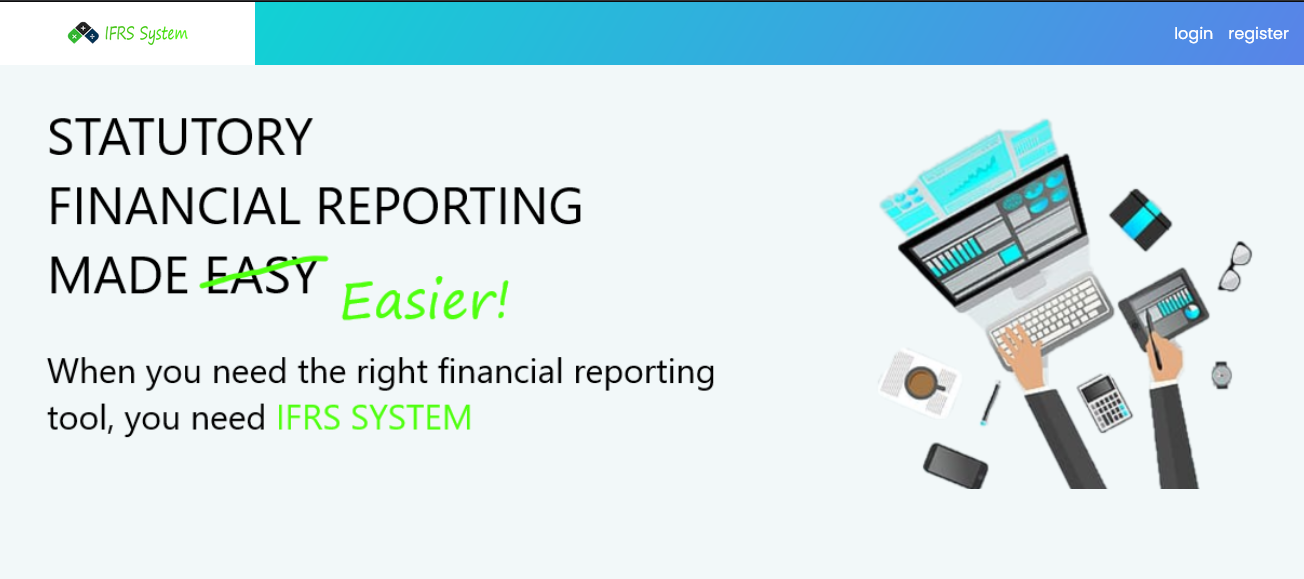 IFRS System
login register
STATUTORY
FINANCIAL REPORTING
MADE EASY
Easier!
When you need the right financial reporting
tool, you need IFRS SYSTEM